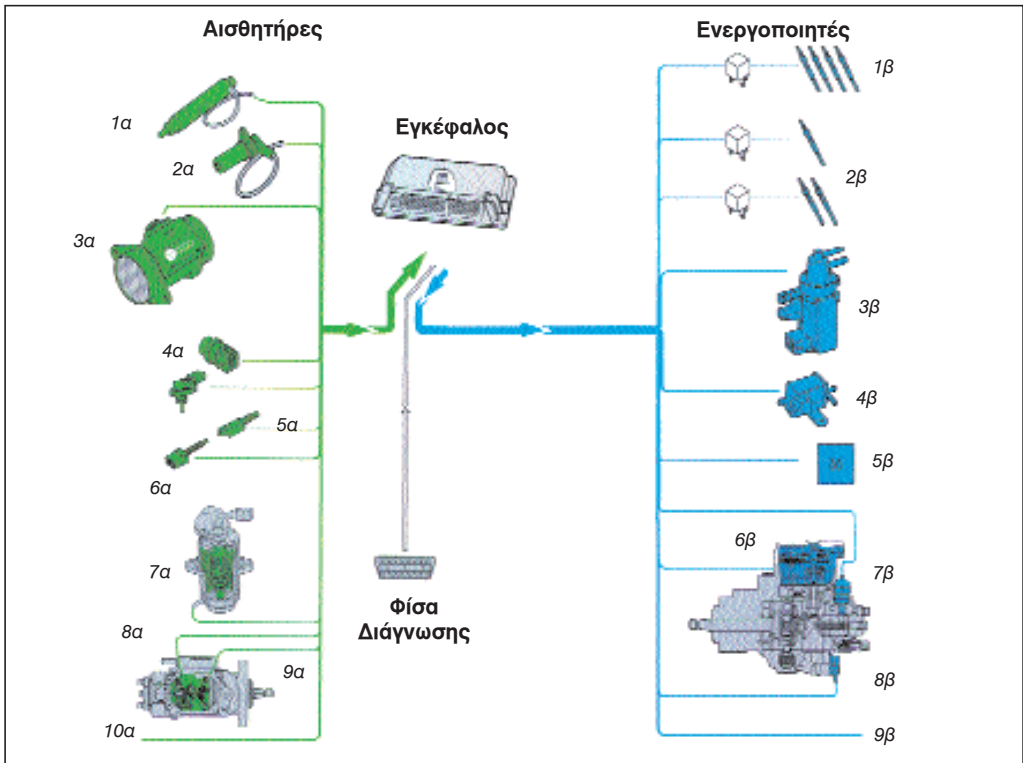 Αισθητήρες
Ενεργοποιητές
1α
2α
3α
4α
5α
6α
7α
8α
9α
10α
Εγκέφαλος
Φίσα
Διάγνωσης
1β
2β
3β
4β
5β
6β
7β
8β
9β